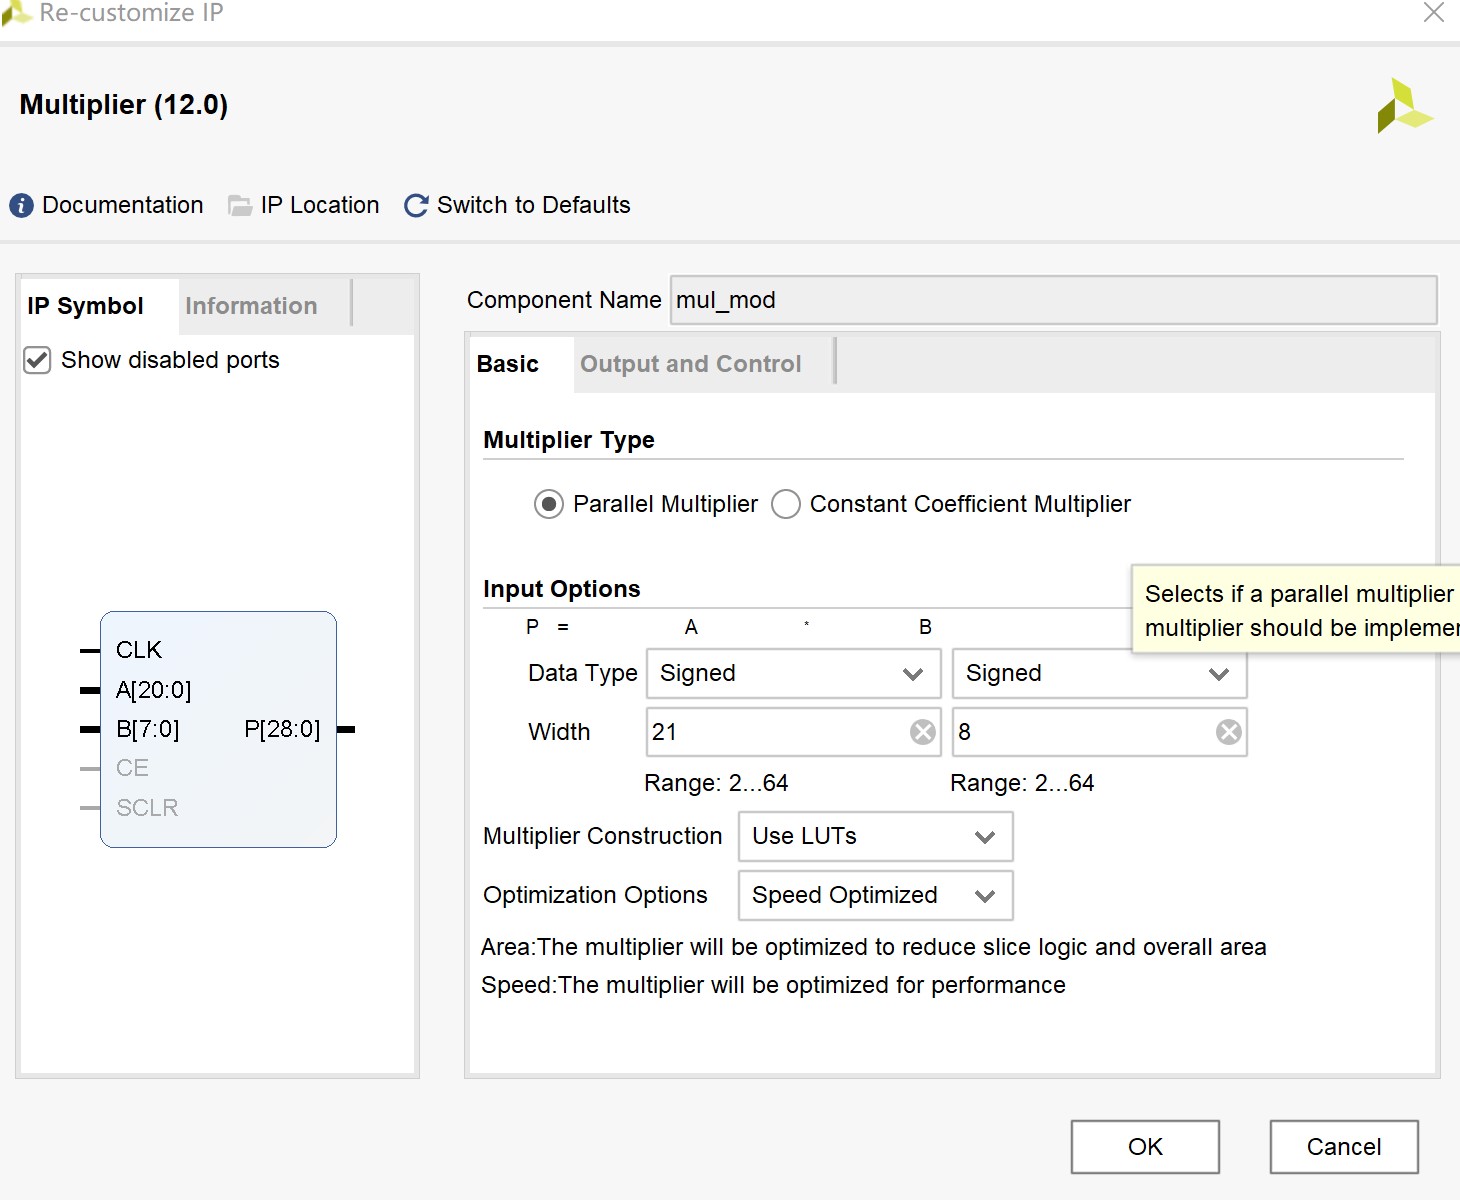 Re-customize IP
Multiplier (12.0)
Documentation IP Location Switch to Defaults
IP Symbol Information
Show disabled ports
CLK
A[20:0]
B[7:0] P[28:0]
CE
SCLR
Component Name mul_mod
Basic Output and Control
Multiplier Type
Parallel Multiplier Constant Coefficient Multiplier
Input Options
Selects if a parallel multiplier
multiplier should be implemen
P = A * B
Data Type Signed Signed
Width 21 8
Range: 2...64 Range: 2...64
Multiplier Construction Use LUTs
Optimization Options Speed Optimized
Area:The multiplier will be optimized to reduce slice logic and overall area
Speed:The multiplier will be optimized for performance
OK Cancel